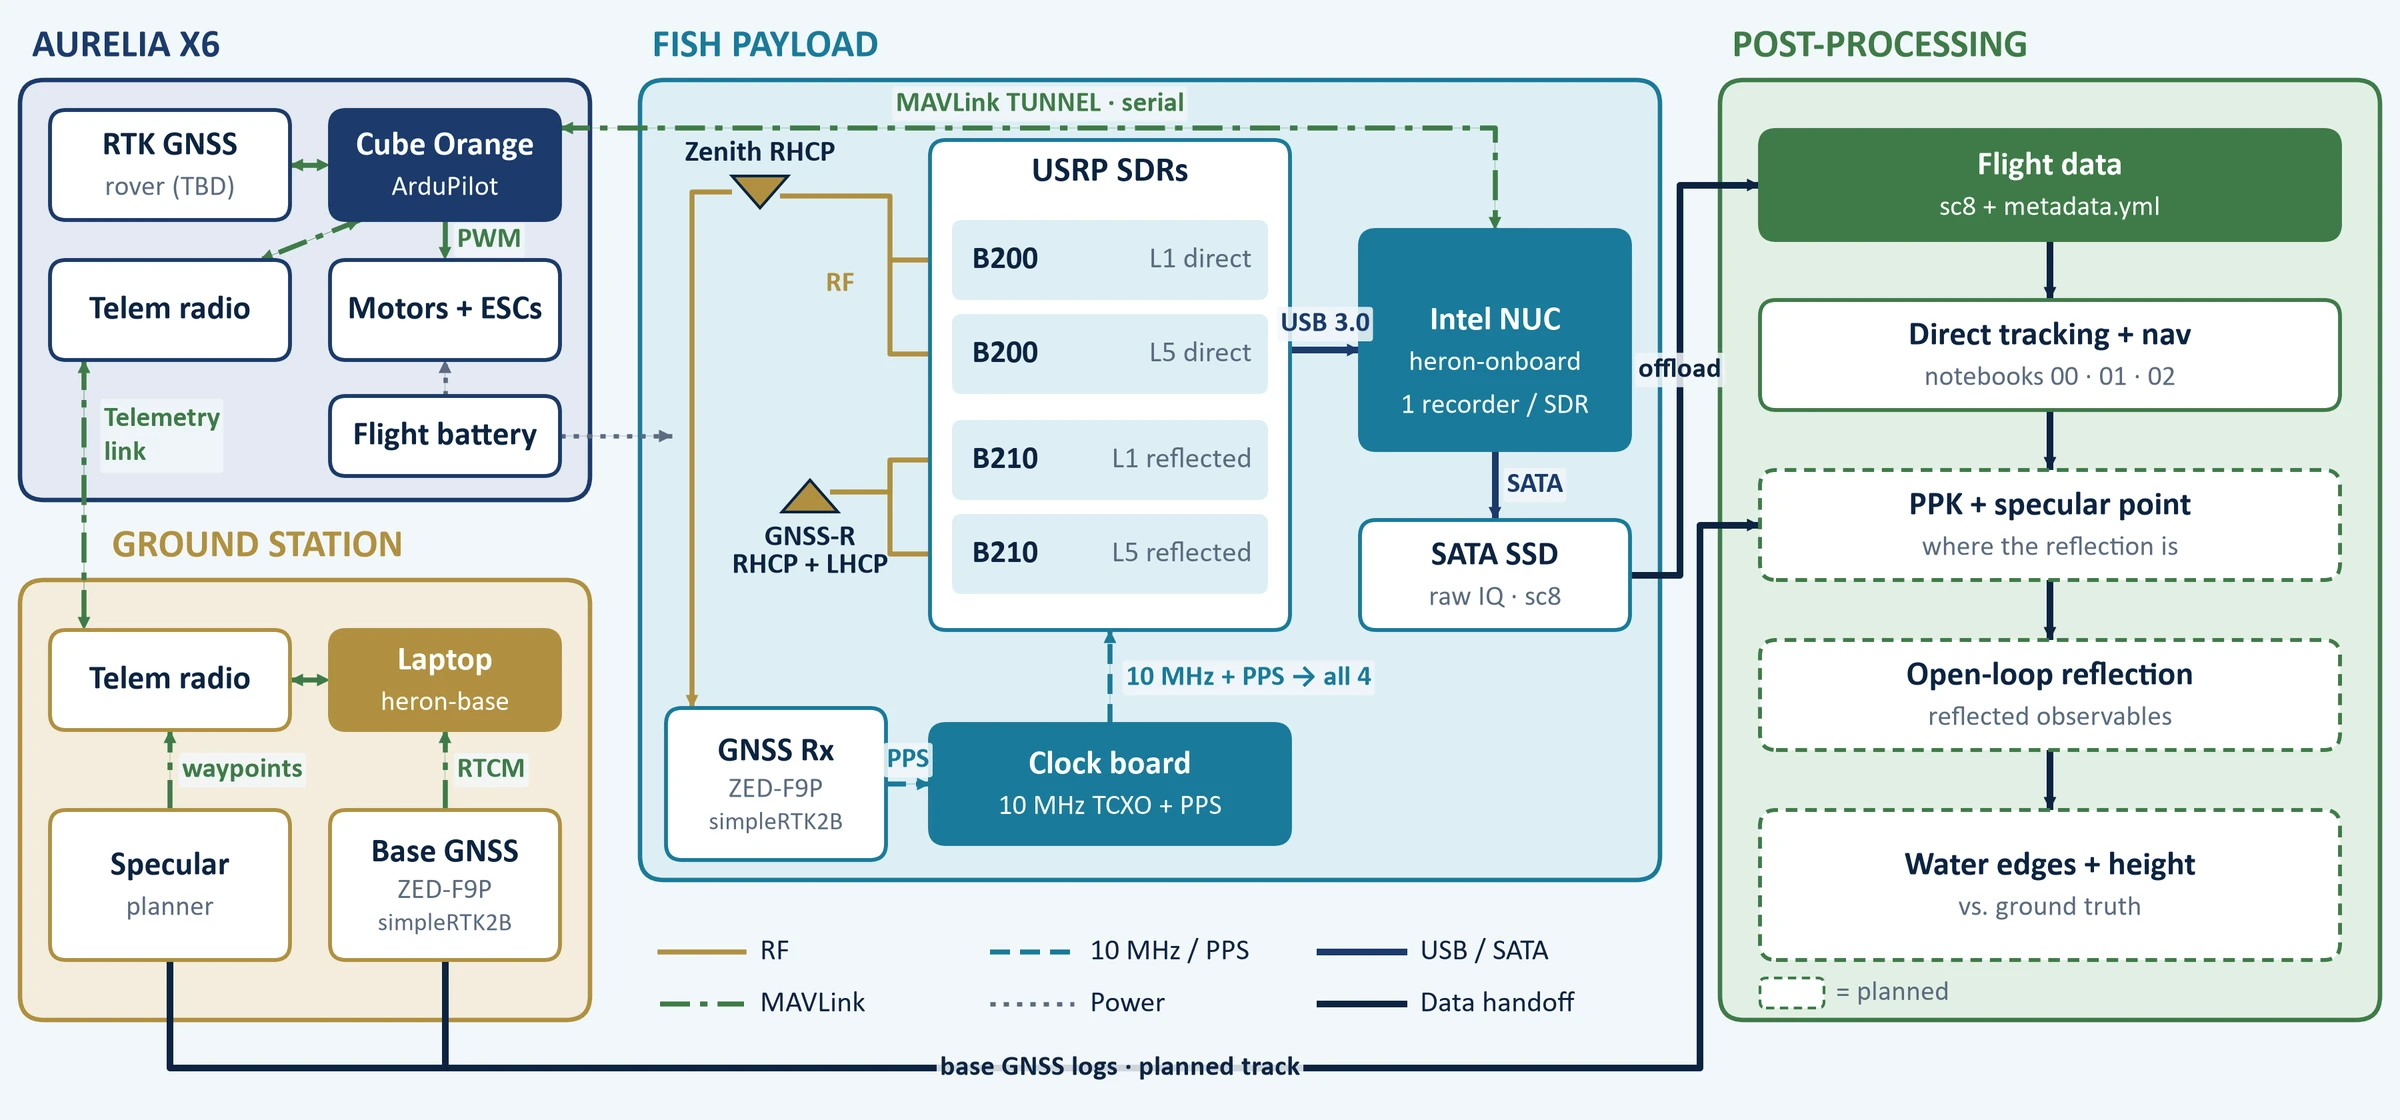 AURELIA X6
RTK GNSS
rover (TBD)
Cube Orange
ArduPilot
PWM
Telem radio
Motors + ESCs
Flight battery
Telemetry
link
GROUND STATION
Telem radio
Laptop
heron-base
waypoints
RTCM
Specular
planner
Base GNSS
ZED-F9P
simpleRTK2B
FISH PAYLOAD
MAVLink TUNNEL · serial
Zenith RHCP
RF
GNSS-R
RHCP + LHCP
USRP SDRs
B200 L1 direct
B200 L5 direct
B210 L1 reflected
B210 L5 reflected
USB 3.0
Intel NUC
heron-onboard
1 recorder / SDR
SATA
SATA SSD
raw IQ · sc8
offload
10 MHz + PPS → all 4
GNSS Rx
ZED-F9P
simpleRTK2B
PPS
Clock board
10 MHz TCXO + PPS
RF
10 MHz / PPS
USB / SATA
MAVLink
Power
Data handoff
base GNSS logs · planned track
POST-PROCESSING
Flight data
sc8 + metadata.yml
Direct tracking + nav
notebooks 00 · 01 · 02
PPK + specular point
where the reflection is
Open-loop reflection
reflected observables
Water edges + height
vs. ground truth
= planned